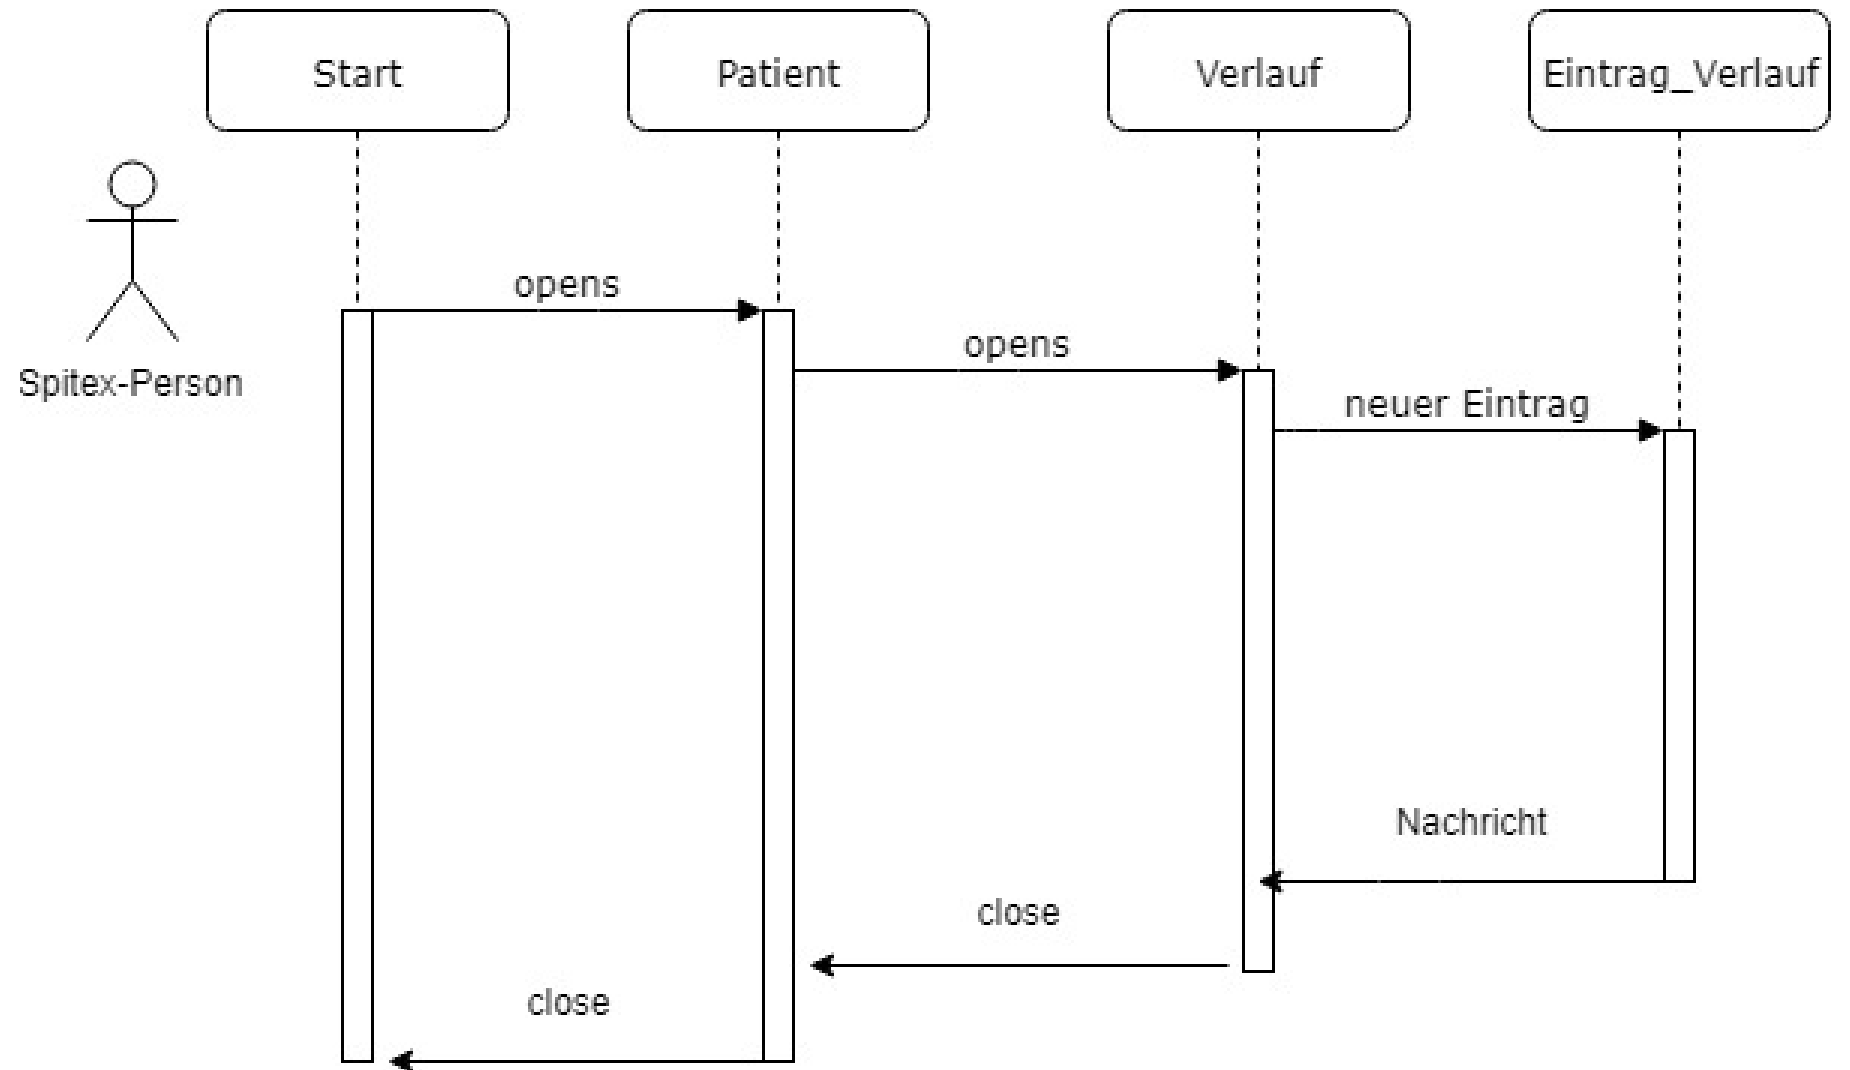 Start
Patient
Verlauf
Eintrag_Verlauf
opens
opens
Spitex-Person
neuer Eintrag
Nachricht
close
close